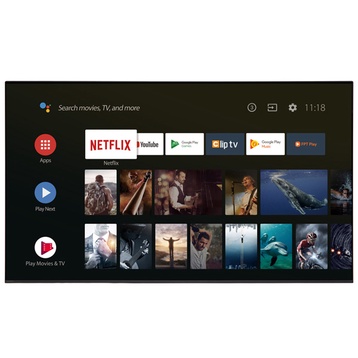 Search movies, TV, and more
11:18
Apps
NETFLIX
YouTube
Google Play
Clip tv
Google Play
Music
FPT Play
Netflix
Play Next
Play Movies & TV